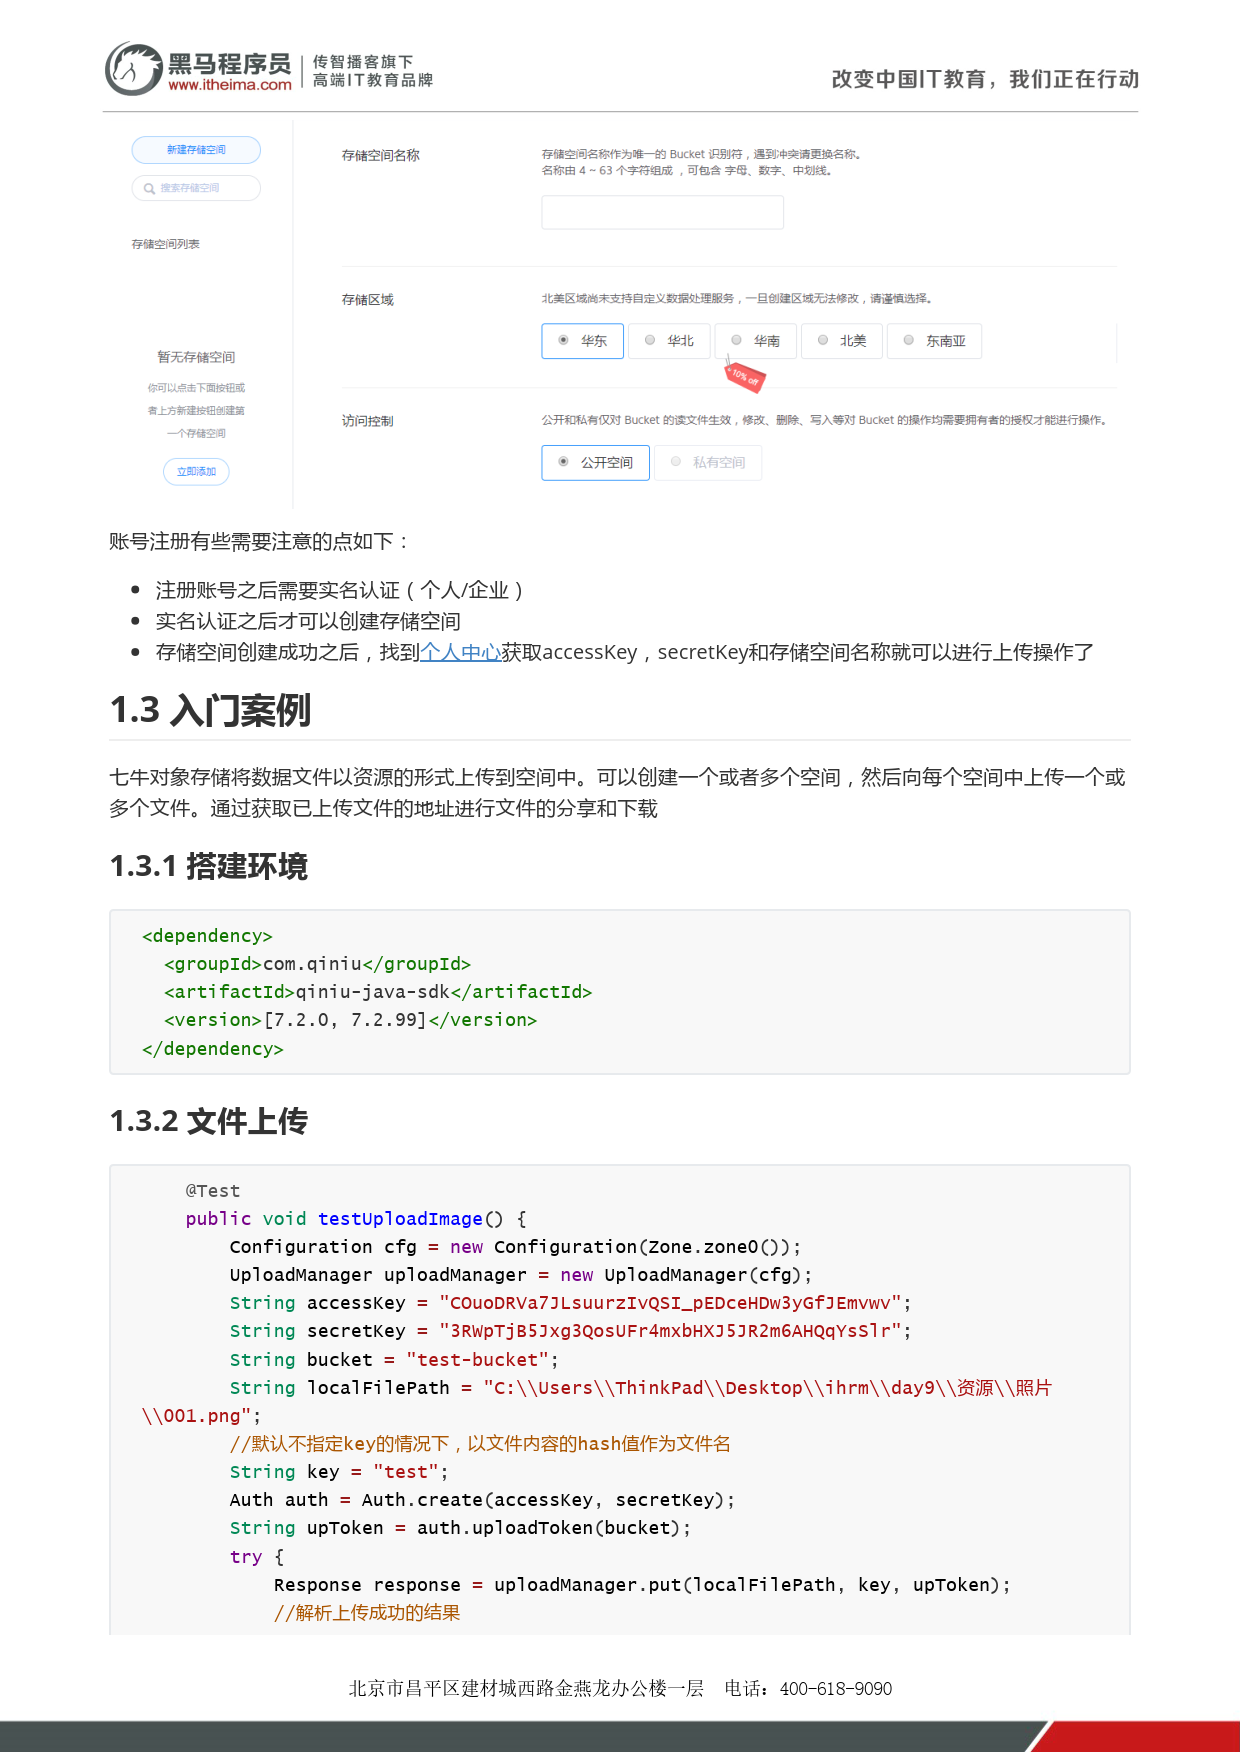 黑马程序员
www.itheima.com
传智播客旗下
高端IT教育品牌
改变中国IT教育，我们正在行动
新建存储空间
搜索存储空间
存储空间列表
暂无存储空间
你可以点击下面按钮或
者上方新建按钮创建第
一个存储空间
立即添加
存储空间名称
存储空间名称作为唯一的 Bucket 识别符，遇到冲突请更换名称。
名称由 4 ~ 63 个字符组成 ，可包含 字母、数字、中划线。
存储区域
北美区域尚未支持自定义数据处理服务，一旦创建区域无法修改，请谨慎选择。
华东 华北 华南 北美 东南亚
10% off
访问控制
公开和私有仅对 Bucket 的读文件生效，修改、删除、写入等对 Bucket 的操作均需要拥有者的授权才能进行操作。
公开空间 私有空间
账号注册有些需要注意的点如下：
注册账号之后需要实名认证（个人/企业）
实名认证之后才可以创建存储空间
存储空间创建成功之后，找到个人中心获取accessKey，secretKey和存储空间名称就可以进行上传操作了
1.3 入门案例
七牛对象存储将数据文件以资源的形式上传到空间中。可以创建一个或者多个空间，然后向每个空间中上传一个或
多个文件。通过获取已上传文件的地址进行文件的分享和下载
1.3.1 搭建环境
<dependency>
<groupId>com.qiniu</groupId>
<artifactId>qiniu-java-sdk</artifactId>
<version>[7.2.0, 7.2.99]</version>
</dependency>
1.3.2 文件上传
@Test
public void testUploadImage() {
Configuration cfg = new Configuration(Zone.zone0());
UploadManager uploadManager = new UploadManager(cfg);
String accessKey = "COuoDRVa7JLsuurzIvQSI_pEDceHDw3yGfJEmvwv";
String secretKey = "3RWpTjB5Jxg3QosUFr4mxbHXJ5JR2m6AHQqYsSlr";
String bucket = "test-bucket";
String localFilePath = "C:\\Users\\ThinkPad\\Desktop\\ihrm\\day9\\资源\\照片
\\001.png";
//默认不指定key的情况下，以文件内容的hash值作为文件名
String key = "test";
Auth auth = Auth.create(accessKey, secretKey);
String upToken = auth.uploadToken(bucket);
try {
Response response = uploadManager.put(localFilePath, key, upToken);
//解析上传成功的结果
北京市昌平区建材城西路金燕龙办公楼一层 电话：400-618-9090